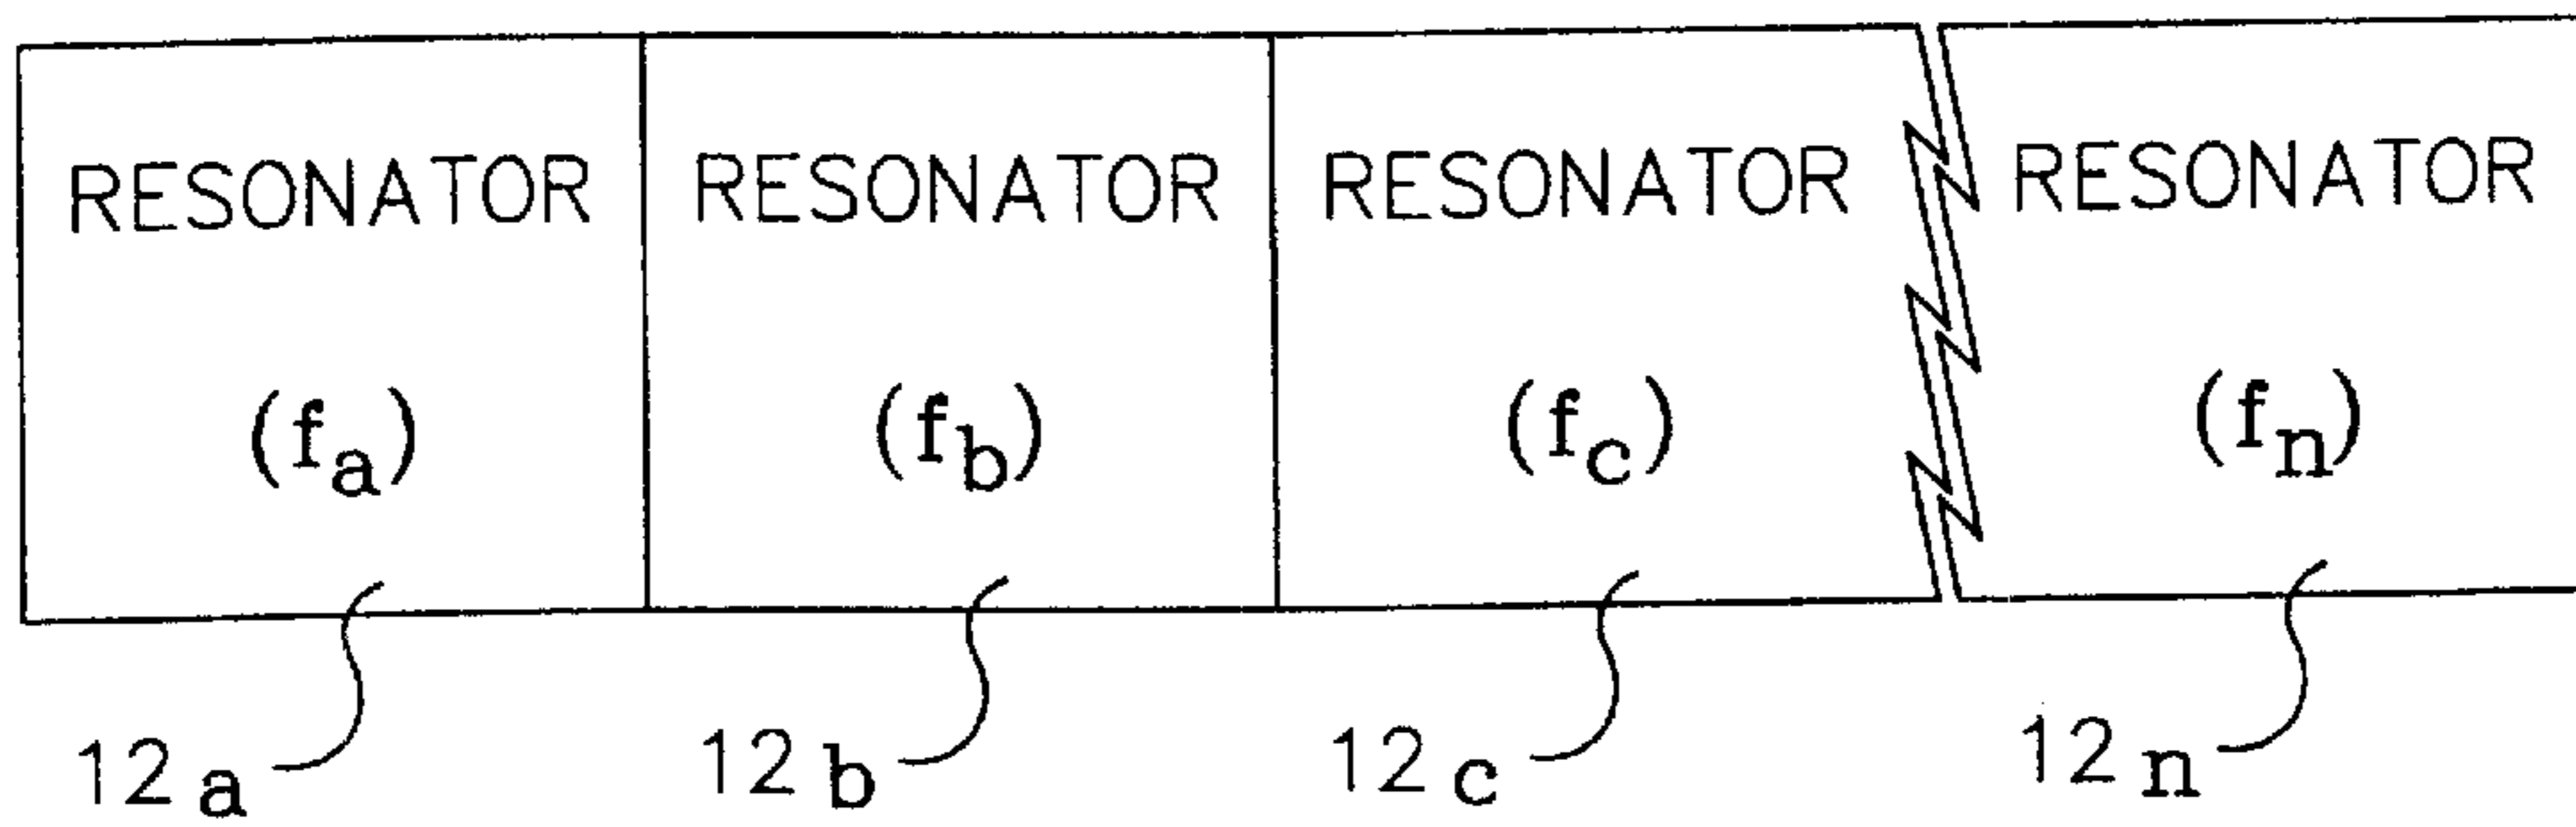 RESONATOR RESONATOR RESONATOR RESONATOR
(fa) (fb) (fc) (fn)
12a 12b 12c 12n